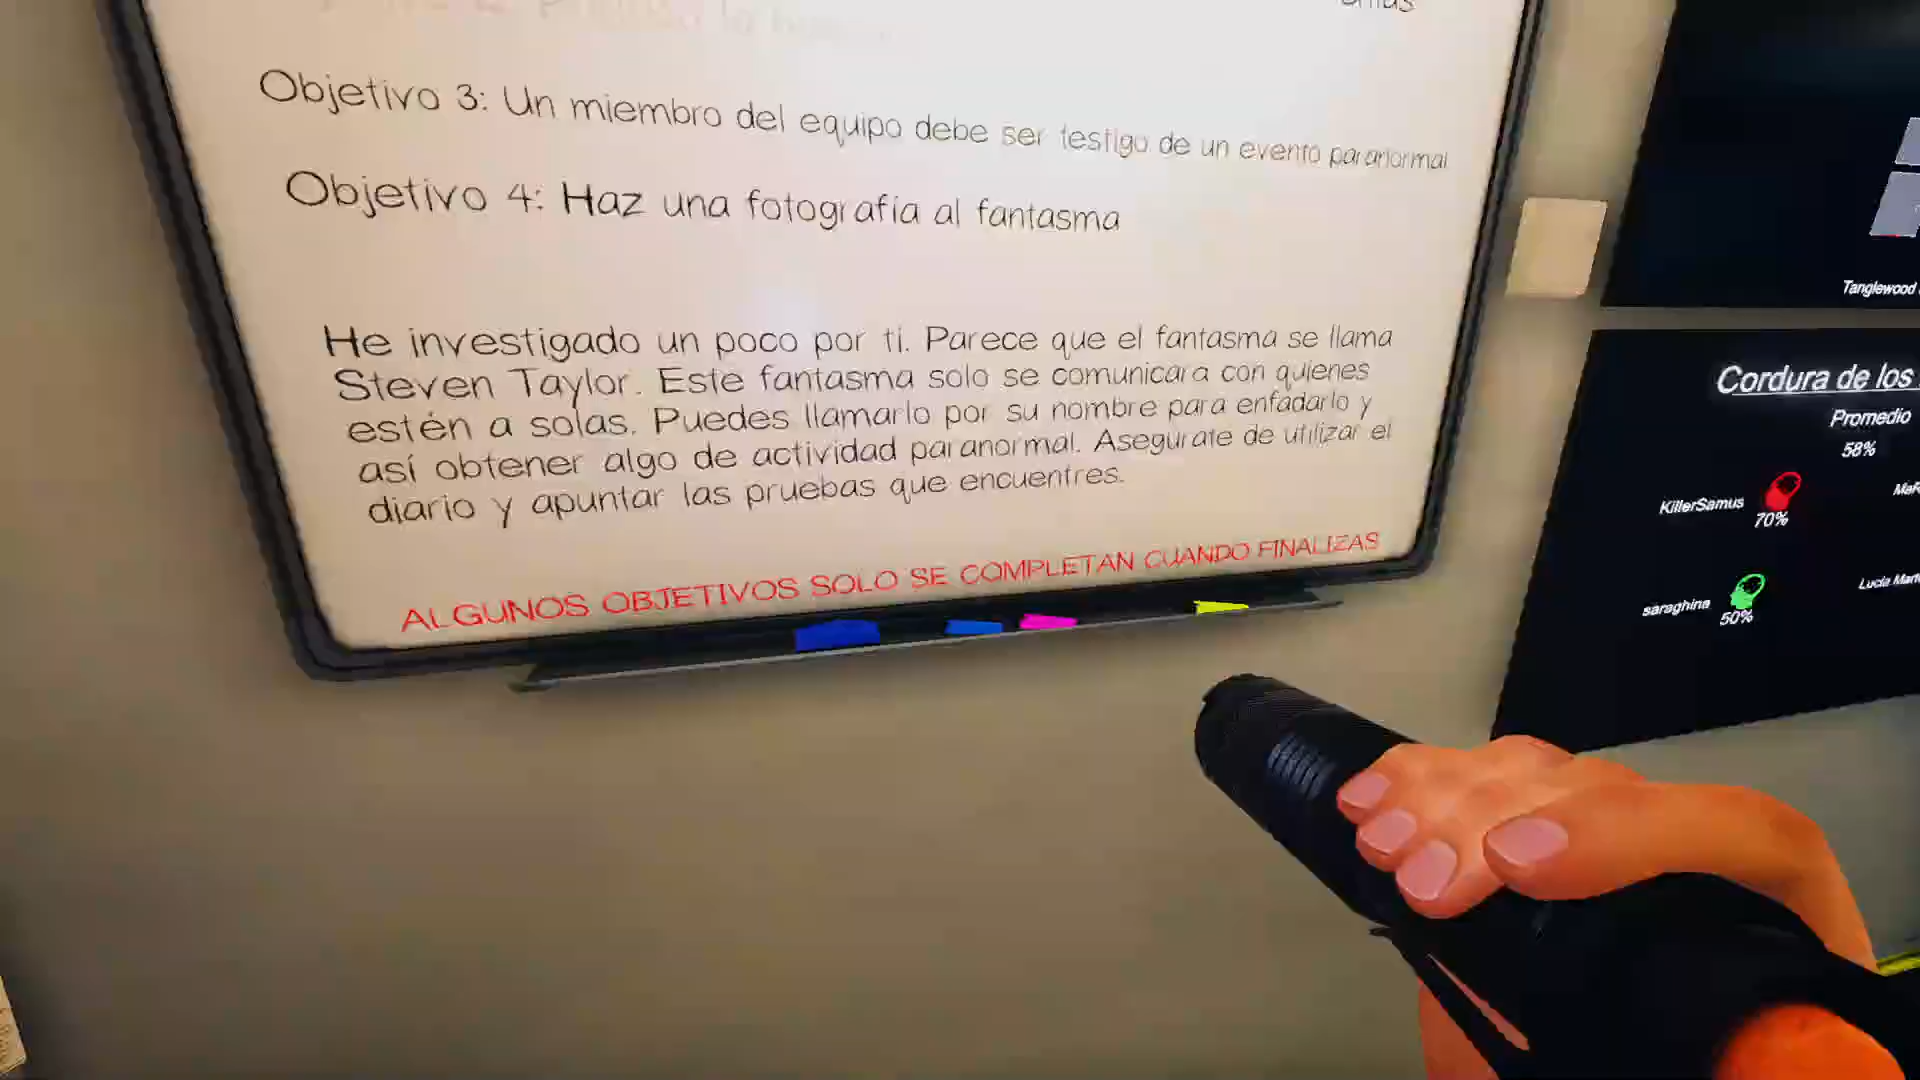 Objetivo 3: Un miembro del equipo debe ser testigo de un evento paranormal
Objetivo 4: Haz una fotografía al fantasma
He investigado un poco por ti. Parece que el fantasma se llama
Steven Taylor. Este fantasma solo se comunicara con quienes
estén a solas. Puedes llamarlo por su nombre para enfadarlo y
así obtener algo de actividad paranormal. Asegurate de utilizar el
diario y apuntar las pruebas que encuentres.
ALGUNOS OBJETIVOS SOLO SE COMPLETAN CUANDO FINALIZAS
Tanglewood
Cordura de los
Promedio
58%
KillerSamus
70%
saraghina
50%
Lucia